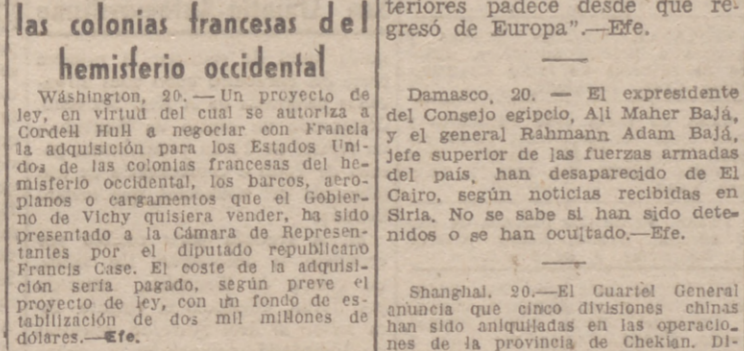 las colonias francesas del
hemisferio occidental
Wáshington, 20. — Un proyecto de
ley, en virtud del cual se autoriza a
Cordell Hull a negociar con Francia
la adquisición para los Estados Uni-
dos de las colonias francesas del he-
misferio occidental, los barcos, aero-
planos o cargamentos que el Gobier-
no de Vichy quisiera vender, ha sido
presentado a la Cámara de Represen-
tantes por el diputado republicano
Francis Case. El coste de la adquisi-
ción sería pagado, según preve el
proyecto de ley, con un fondo de es-
tabilización de dos mil millones de
dólares.—Efe.
teriores padece desde que re-
gresó de Europa".—Efe.
Damasco, 20. — El expresidente
del Consejo egipcio, Ali Maher Bajá,
y el general Rahmann Adam Bajá,
jefe superior de las fuerzas armadas
del país, han desaparecido de El
Cairo, según noticias recibidas en
Siria. No se sabe si han sido dete-
nidos o se han ocultado.—Efe.
Shanghai, 20.—El Cuartel General
anuncia que cinco divisiones chinas
han sido aniquiladas en las operacio-
nes de la provincia de Chekian. Di-